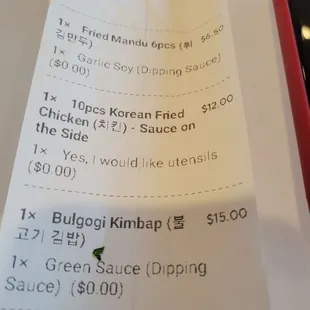 1× Fried Mandu 6pcs (튀 $6.50
김만두)
1× Garlic Soy (Dipping Sauce)
($0.00)
1× 10pcs Korean Fried $12.00
Chicken (치킨) - Sauce on
the Side
1× Yes, I would like utensils
($0.00)
1× Bulgogi Kimbap (불 $15.00
고기 김밥)
1× Green Sauce (Dipping
Sauce) ($0.00)